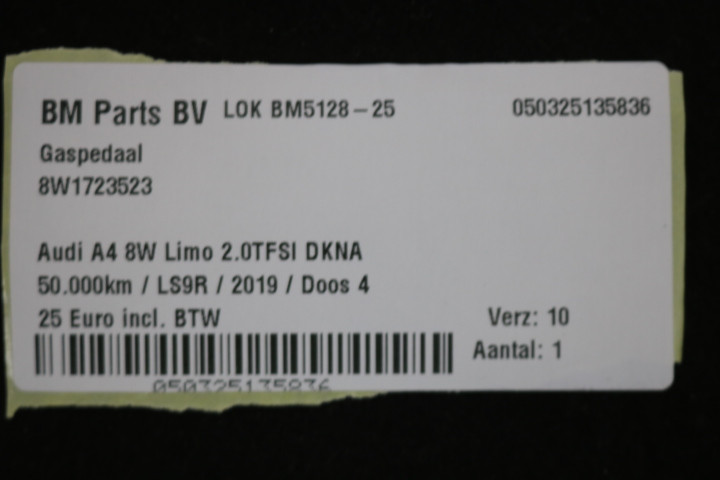 BM Parts BV LOK BM5128-25 050325135836
Gaspedaal
8W1723523
Audi A4 8W Limo 2.0TFSI DKNA
50.000km / LS9R / 2019 / Doos 4
25 Euro incl. BTW Verz: 10
Aantal: 1